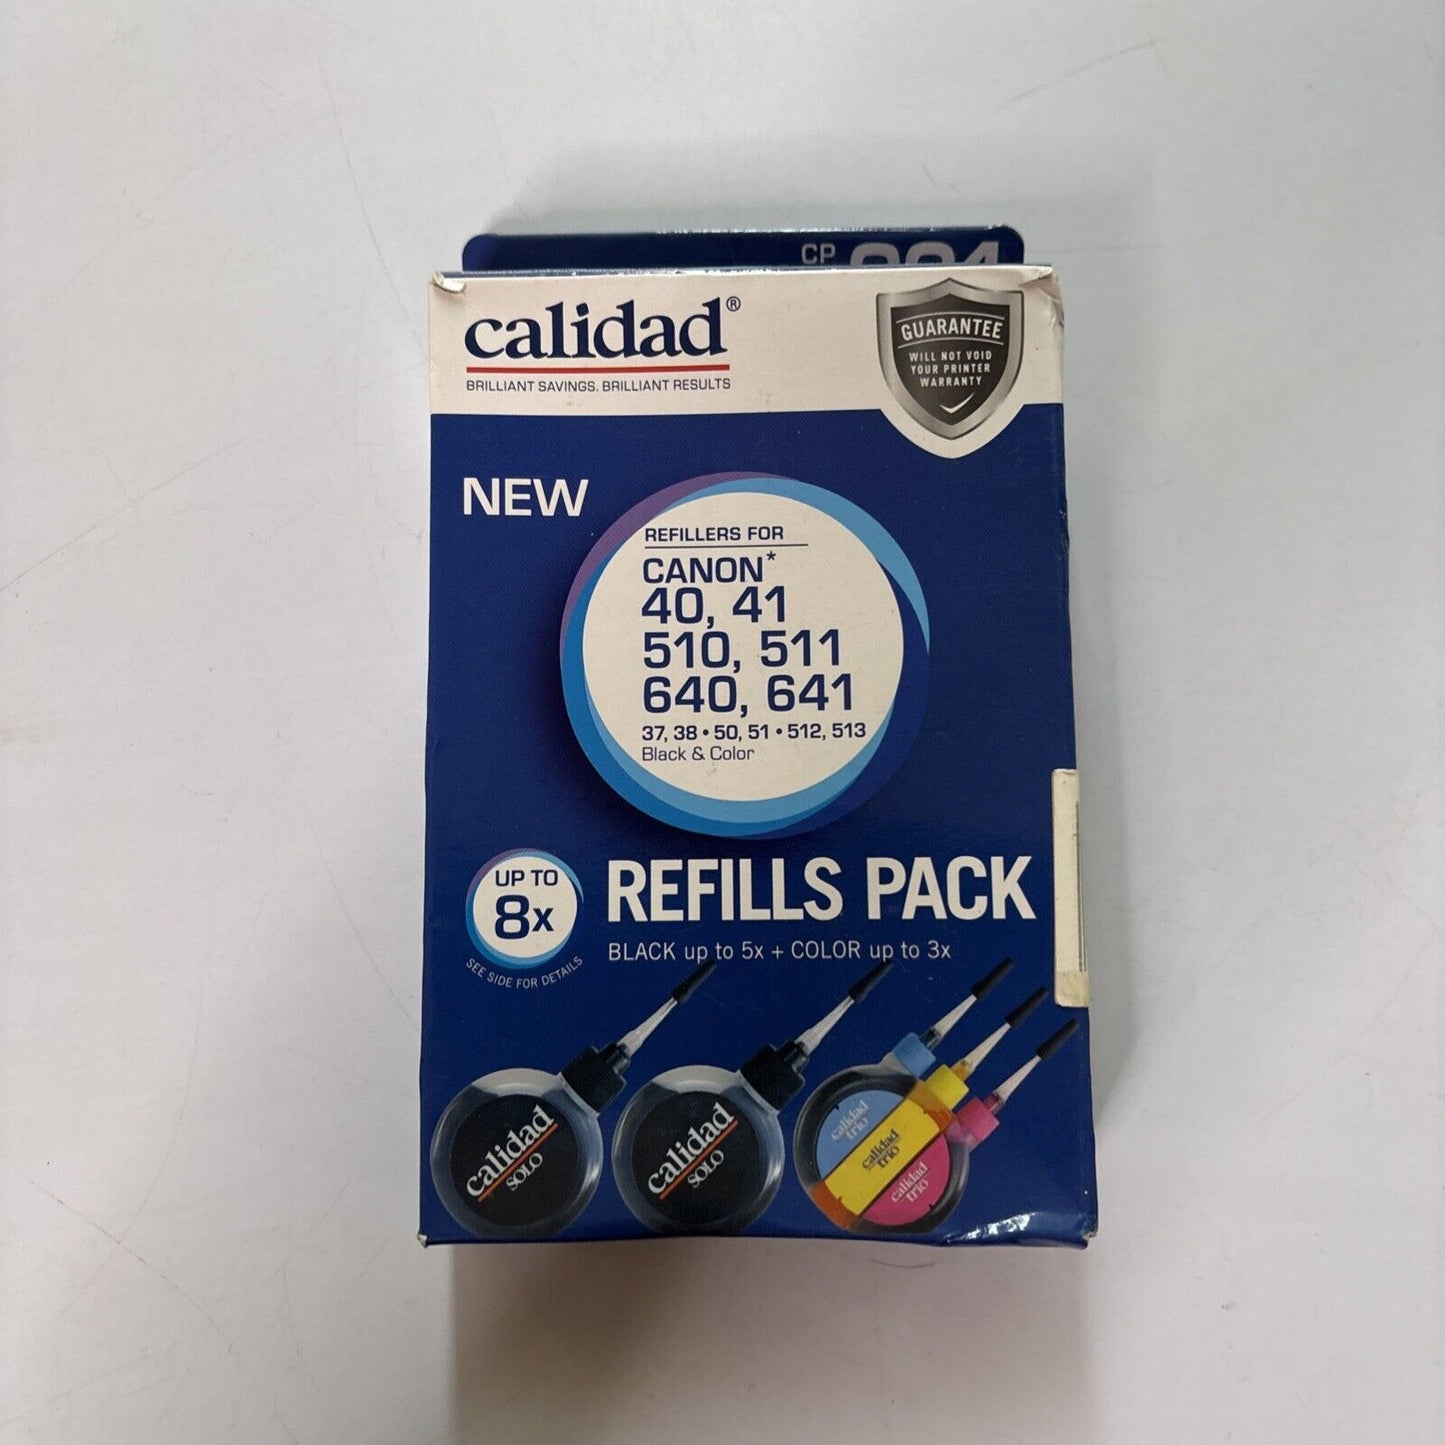 CP
calidad®
BRILLIANT SAVINGS. BRILLIANT RESULTS
GUARANTEE
WILL NOT VOID
YOUR PRINTER
WARRANTY
NEW
REFILLERS FOR
CANON*
40, 41
510, 511
640, 641
37, 38 • 50, 51 • 512, 513
Black & Color
UP TO
8x
SEE SIDE FOR DETAILS
REFILLS PACK
BLACK up to 5x + COLOR up to 3x
calidad
SOLO
calidad
SOLO
calidad
trio
calidad
trio
calidad
trio